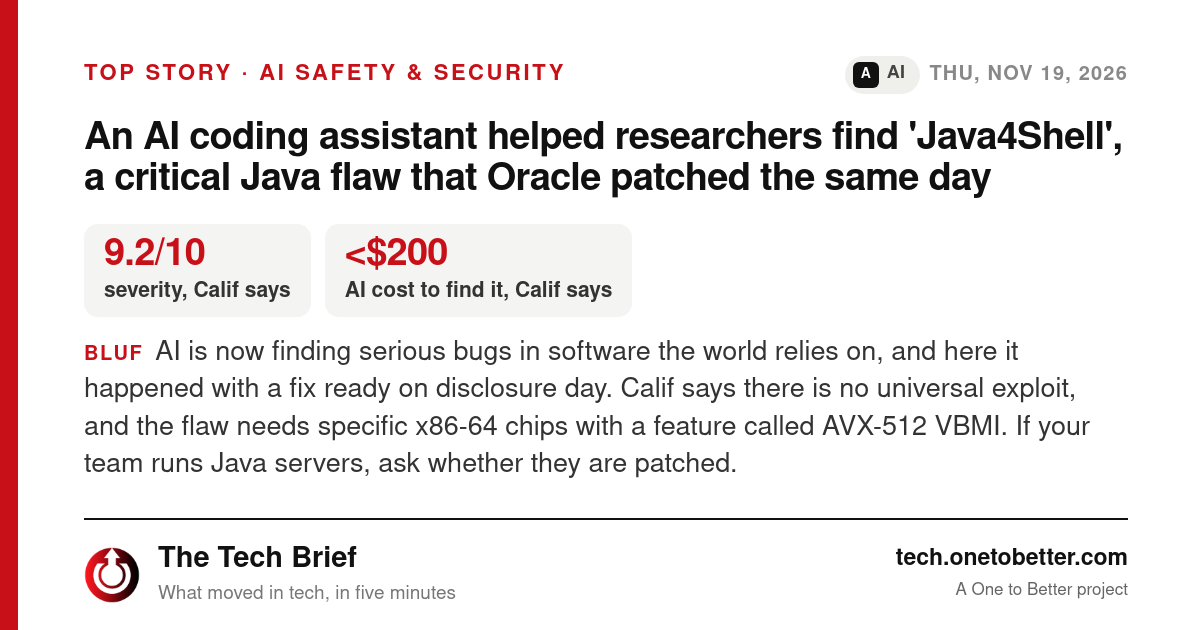 TOP STORY · AI SAFETY & SECURITY
A AI THU, NOV 19, 2026
An AI coding assistant helped researchers find 'Java4Shell',
a critical Java flaw that Oracle patched the same day
9.2/10
severity, Calif says
<$200
AI cost to find it, Calif says
BLUF AI is now finding serious bugs in software the world relies on, and here it
happened with a fix ready on disclosure day. Calif says there is no universal exploit,
and the flaw needs specific x86-64 chips with a feature called AVX-512 VBMI. If your
team runs Java servers, ask whether they are patched.
The Tech Brief
What moved in tech, in five minutes
tech.onetobetter.com
A One to Better project